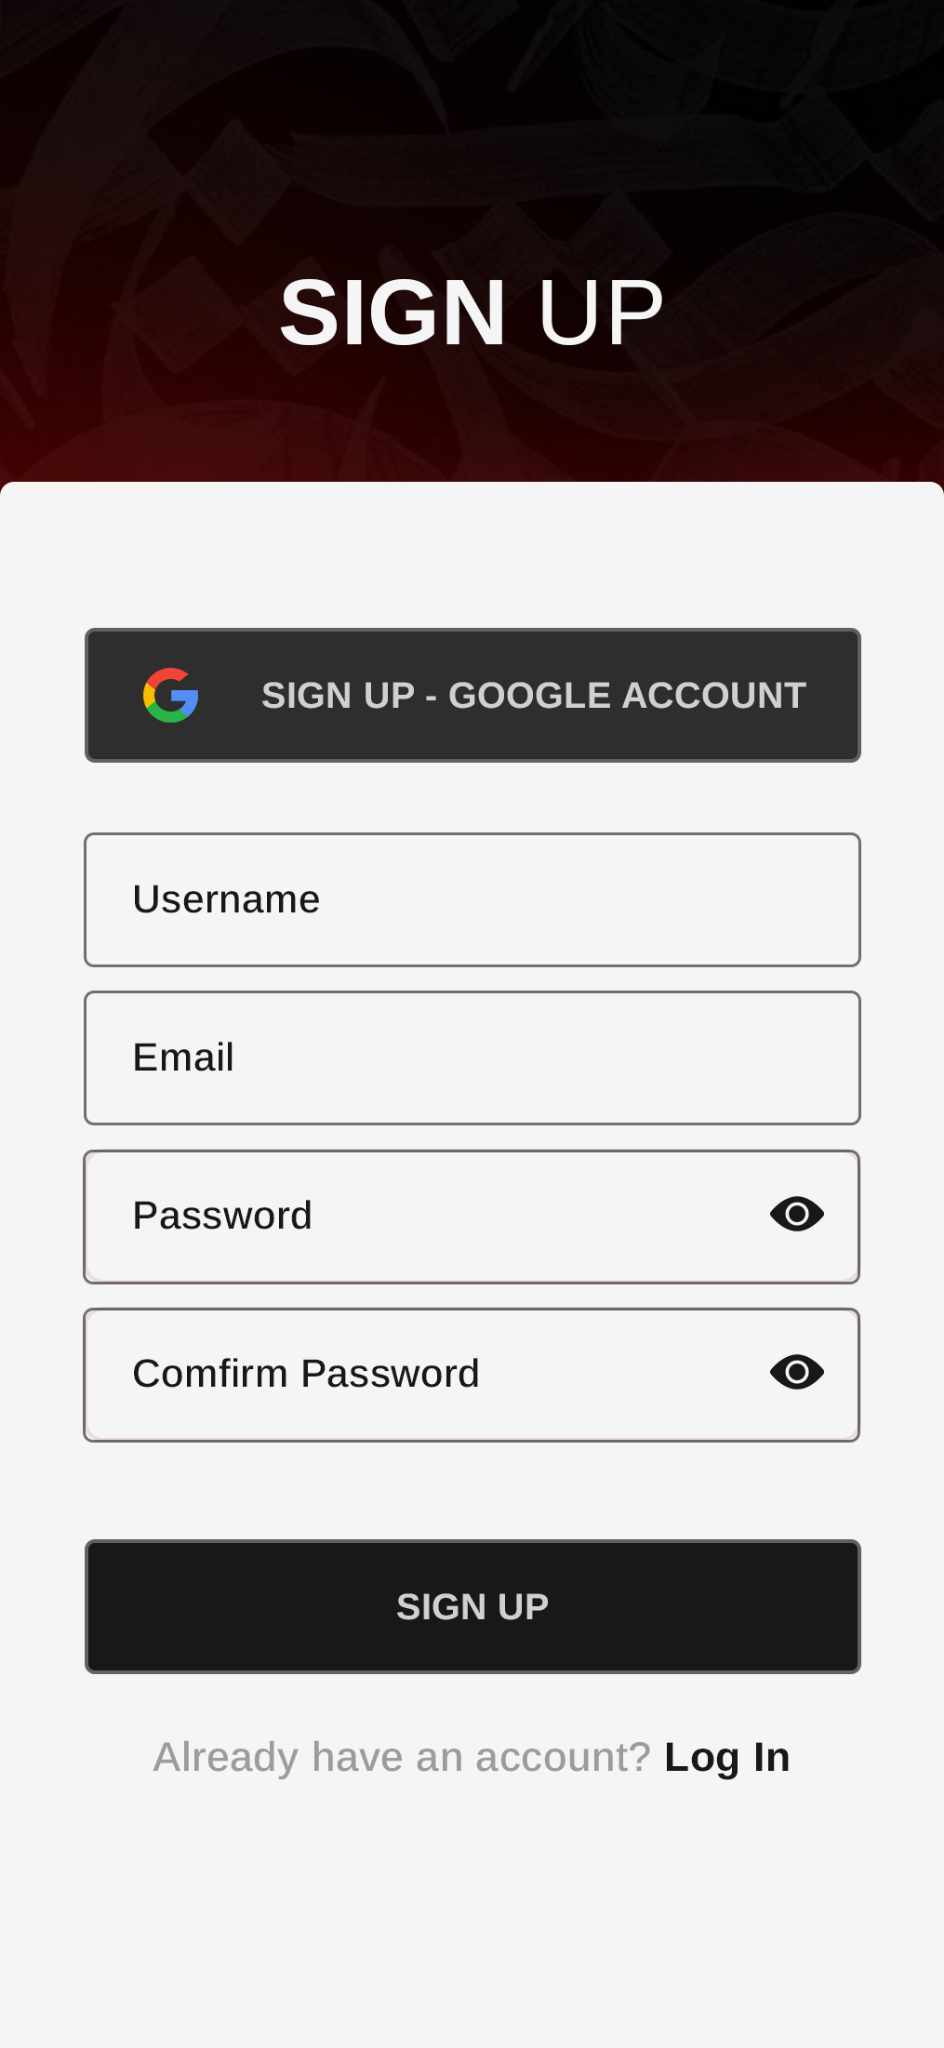 SIGN UP
SIGN UP - GOOGLE ACCOUNT
Username
Email
Password
Comfirm Password
SIGN UP
Already have an account? Log In